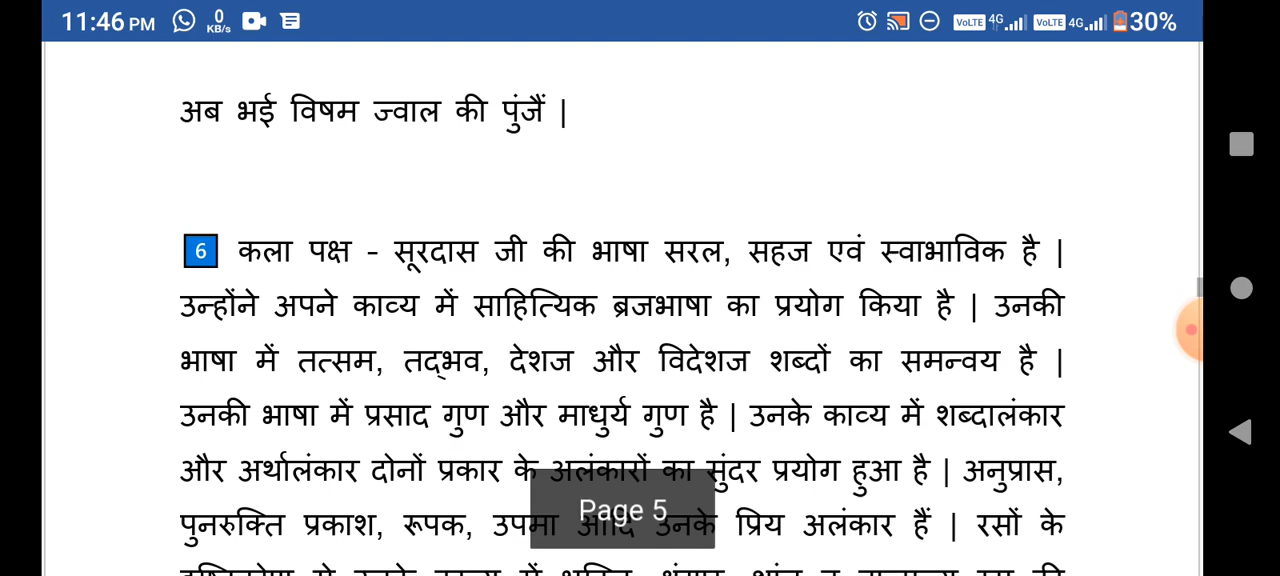 11:46 PM 0 KB/s VoLTE 4G VoLTE 4G 30%
अब भई विषम ज्वाल की पुंजैं |
6 कला पक्ष - सूरदास जी की भाषा सरल, सहज एवं स्वाभाविक है |
उन्होंने अपने काव्य में साहित्यिक ब्रजभाषा का प्रयोग किया है | उनकी
भाषा में तत्सम, तद्भव, देशज और विदेशज शब्दों का समन्वय है |
उनकी भाषा में प्रसाद गुण और माधुर्य गुण है | उनके काव्य में शब्दालंकार
और अर्थालंकार दोनों प्रकार के अलंकारों का सुंदर प्रयोग हुआ है | अनुप्रास,
Page 5
पुनरुक्ति प्रकाश, रूपक, उपमा आदि उनके प्रिय अलंकार हैं | रसों के